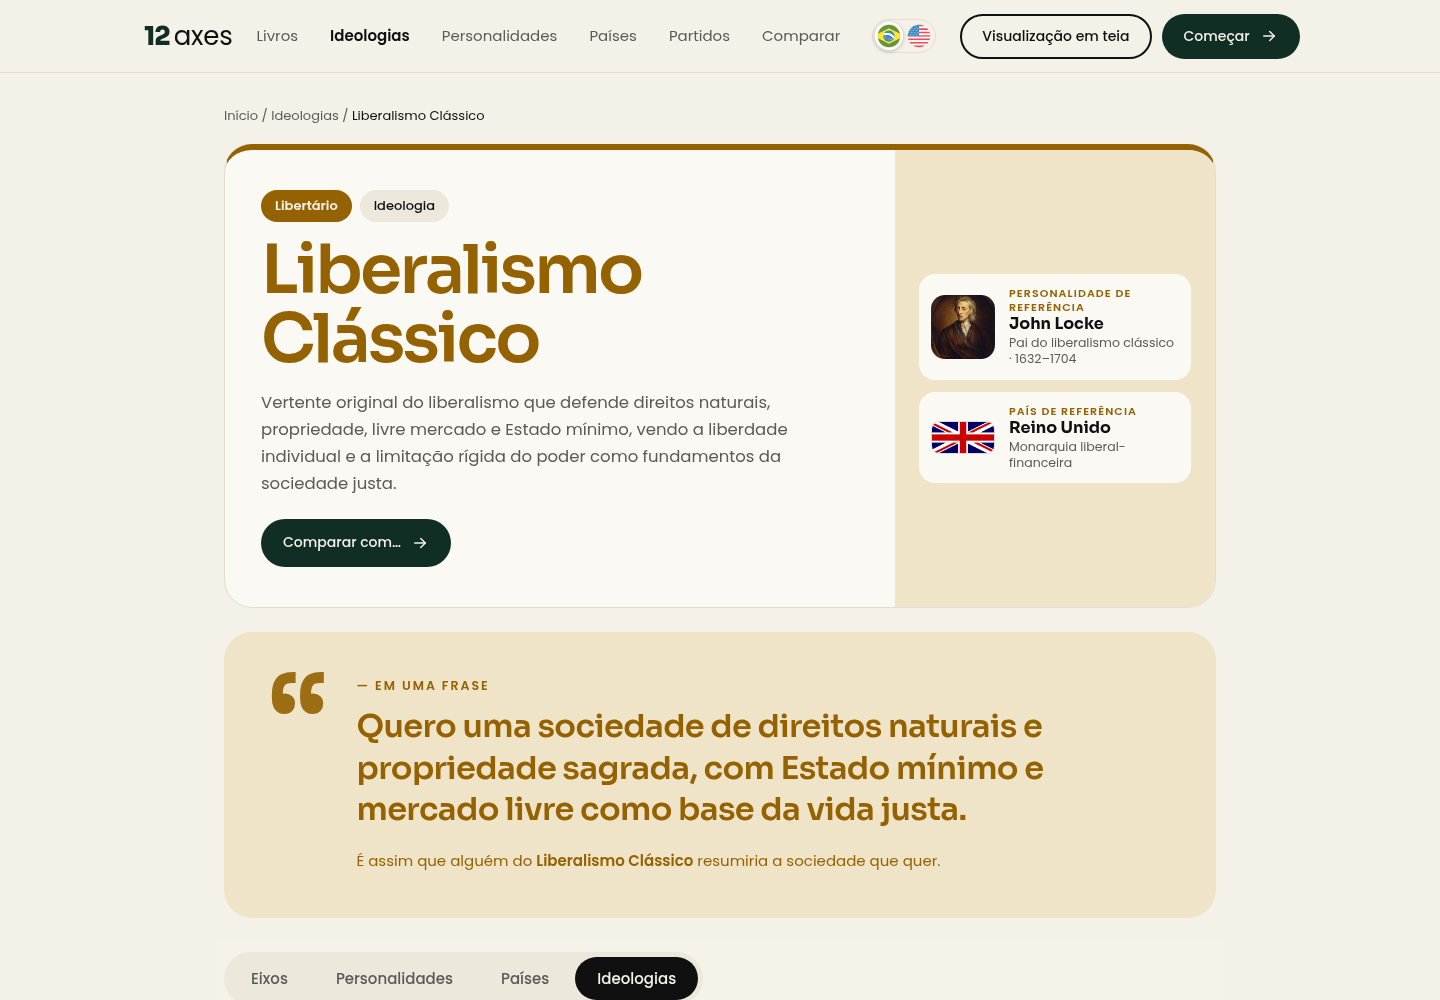 12 axes
Livros
Ideologias
Personalidades
Países
Partidos
Comparar
Visualização em teia
Começar
Início / Ideologias / Liberalismo Clássico
Libertário
Ideologia
Liberalismo
Clássico
Vertente original do liberalismo que defende direitos naturais,
propriedade, livre mercado e Estado mínimo, vendo a liberdade
individual e a limitação rígida do poder como fundamentos da
sociedade justa.
Comparar com...
PERSONALIDADE DE
REFERÊNCIA
John Locke
Pai do liberalismo clássico
· 1632–1704
PAÍS DE REFERÊNCIA
Reino Unido
Monarquia liberal-
financeira
“
— EM UMA FRASE
Quero uma sociedade de direitos naturais e
propriedade sagrada, com Estado mínimo e
mercado livre como base da vida justa.
É assim que alguém do Liberalismo Clássico resumiria a sociedade que quer.
Eixos
Personalidades
Países
Ideologias